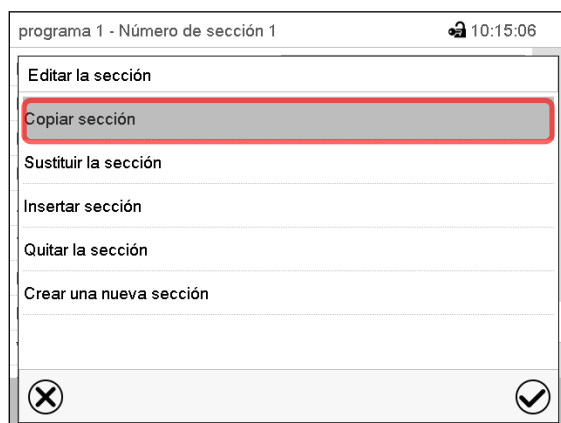 programa 1 - Número de sección 1 10:15:06
Editar la sección
Copiar sección
Sustituir la sección
Insertar sección
Quitar la sección
Crear una nueva sección